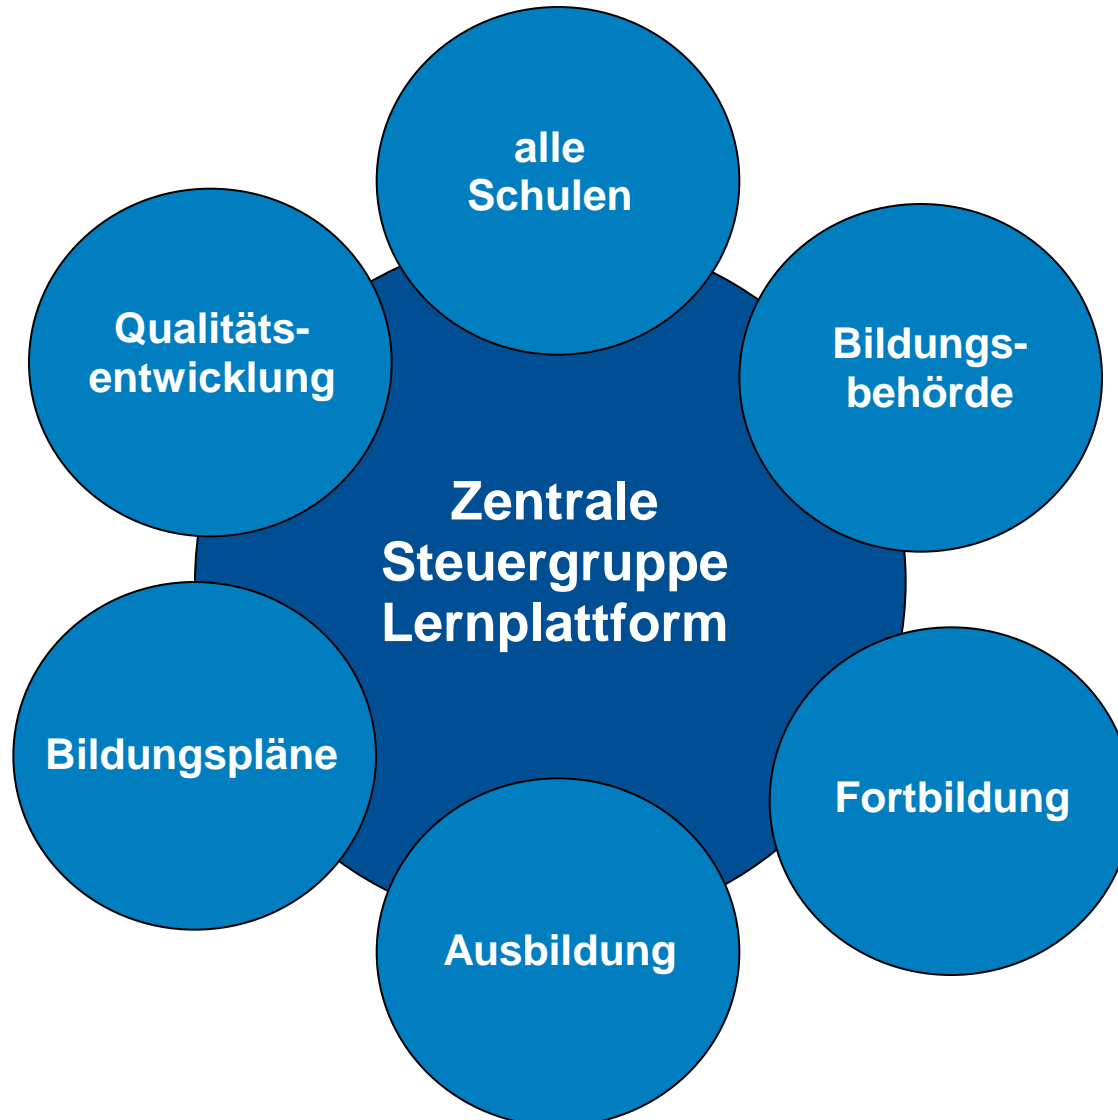 alle
Schulen
Qualitäts-
entwicklung
Bildungs-
behörde
Zentrale
Steuergruppe
Lernplattform
Bildungspläne
Fortbildung
Ausbildung